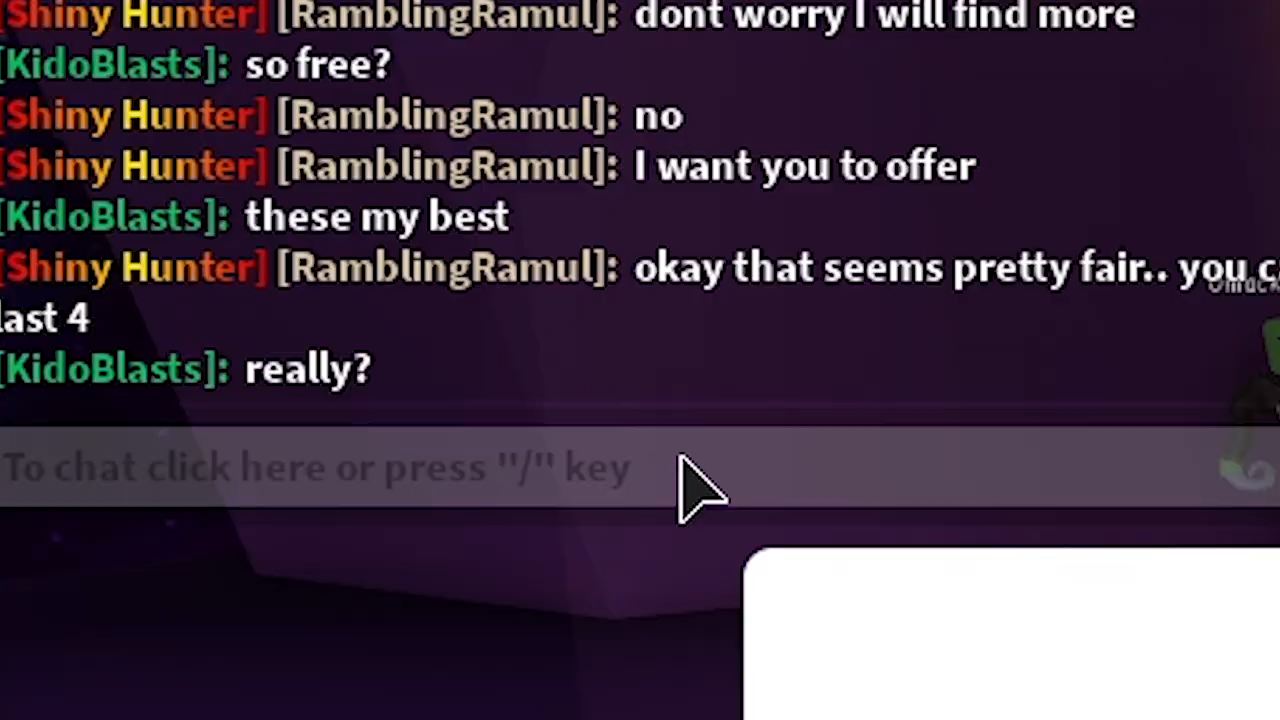 [Shiny Hunter] [RamblingRamul]: dont worry I will find more
[KidoBlasts]: so free?
[Shiny Hunter] [RamblingRamul]: no
[Shiny Hunter] [RamblingRamul]: I want you to offer
[KidoBlasts]: these my best
[Shiny Hunter] [RamblingRamul]: okay that seems pretty fair.. you
last 4
[KidoBlasts]: really?
To chat click here or press "/" key